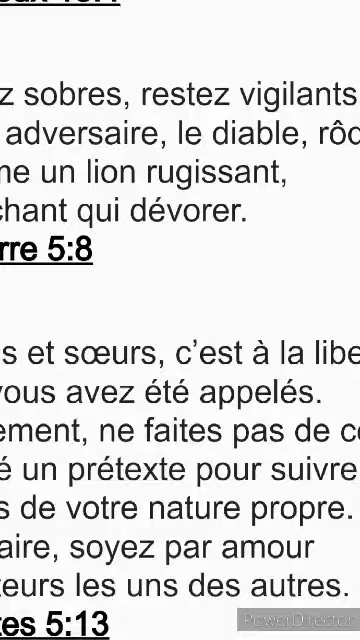 z sobres, restez vigilants
adversaire, le diable, rôd
me un lion rugissant,
chant qui dévorer.
rre 5:8
s et sœurs, c’est à la libe
vous avez été appelés.
ement, ne faites pas de ce
é un prétexte pour suivre
s de votre nature propre.
aire, soyez par amour
teurs les uns des autres.
tes 5:13
PowerDirector